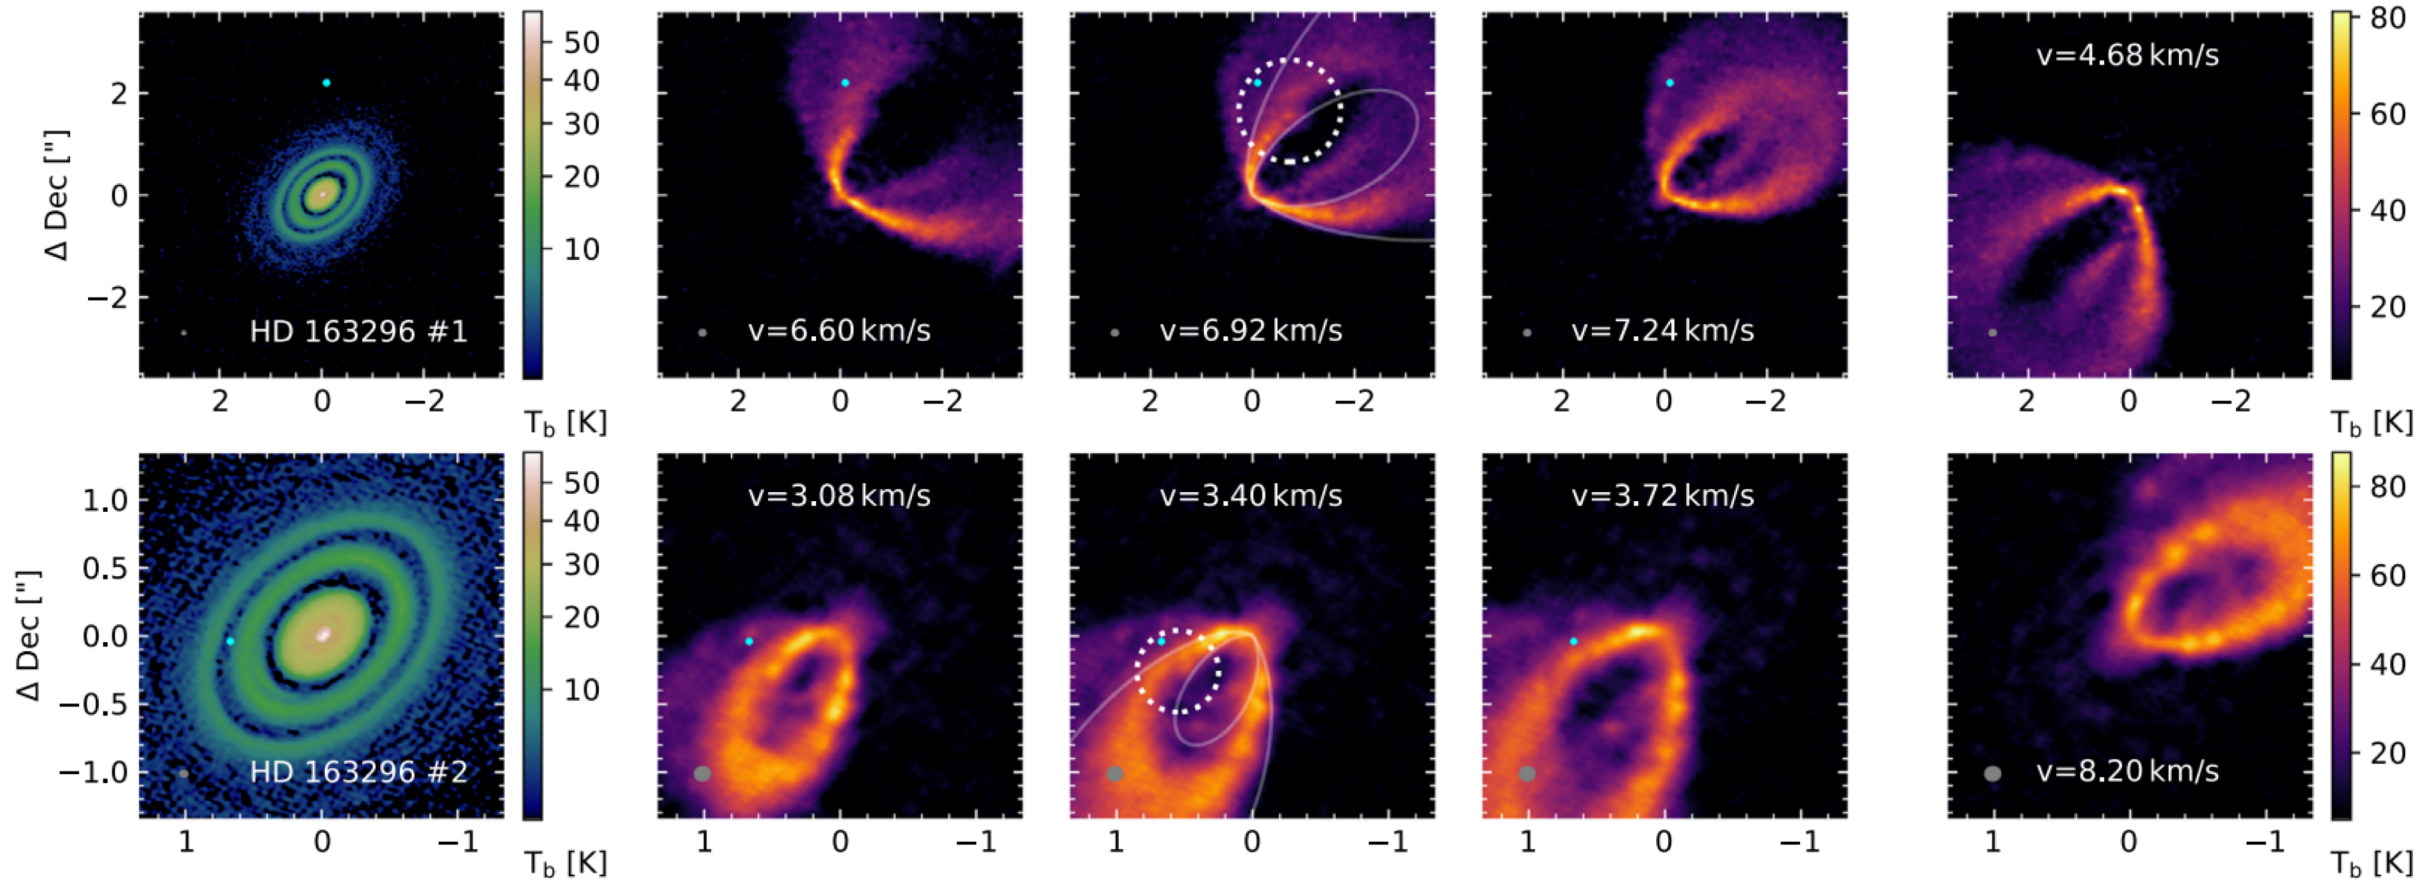 50
40
30
20
10
T_b [K]
Δ Dec ["]
2
0
−2
HD 163296 #1
2 0 −2
v=6.60 km/s
2 0 −2
v=6.92 km/s
2 0 −2
v=7.24 km/s
2 0 −2
v=4.68 km/s
2 0 −2
80
60
40
20
T_b [K]
Δ Dec ["]
1.0
0.5
0.0
−0.5
−1.0
HD 163296 #2
1 0 −1
50
40
30
20
10
T_b [K]
v=3.08 km/s
1 0 −1
v=3.40 km/s
1 0 −1
v=3.72 km/s
1 0 −1
v=8.20 km/s
1 0 −1
80
60
40
20
T_b [K]